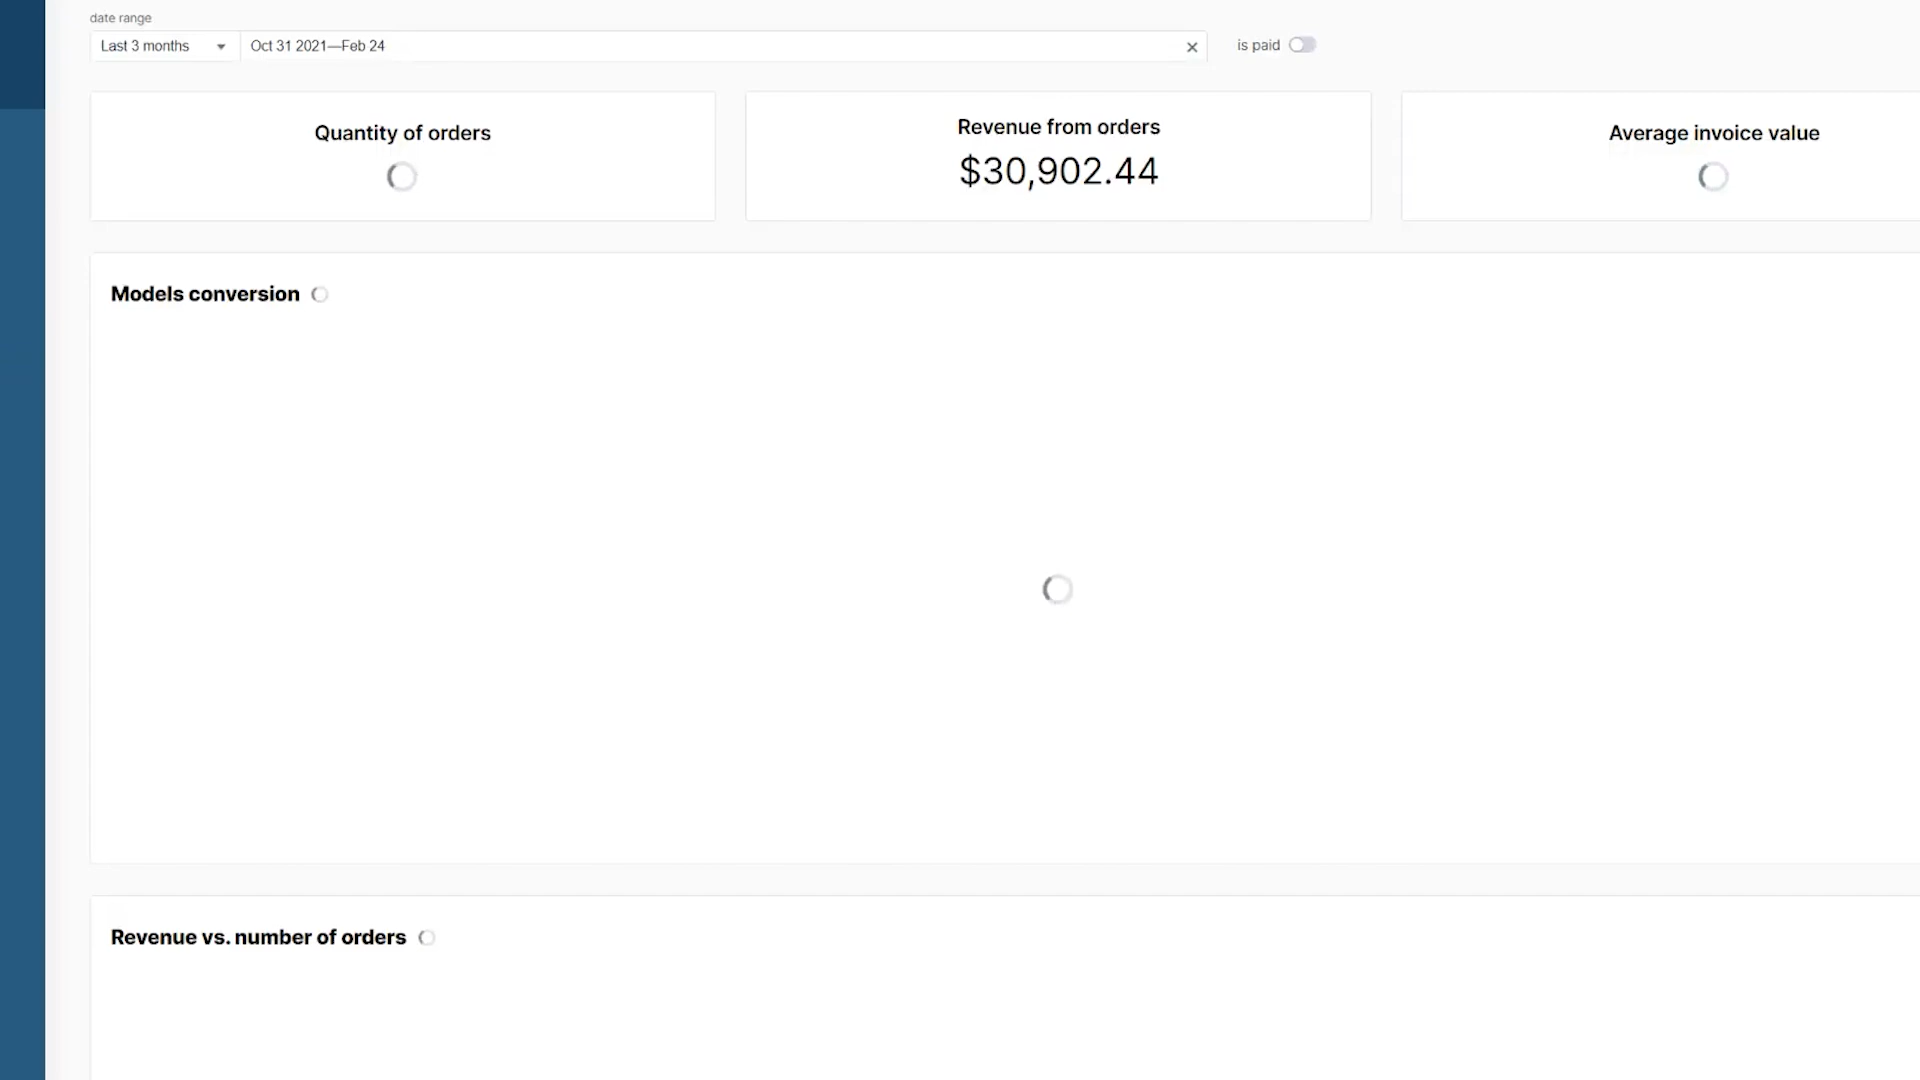 date range
Last 3 months
Oct 31 2021—Feb 24
is paid
Quantity of orders
Revenue from orders
$30,902.44
Average invoice value
Models conversion
Revenue vs. number of orders